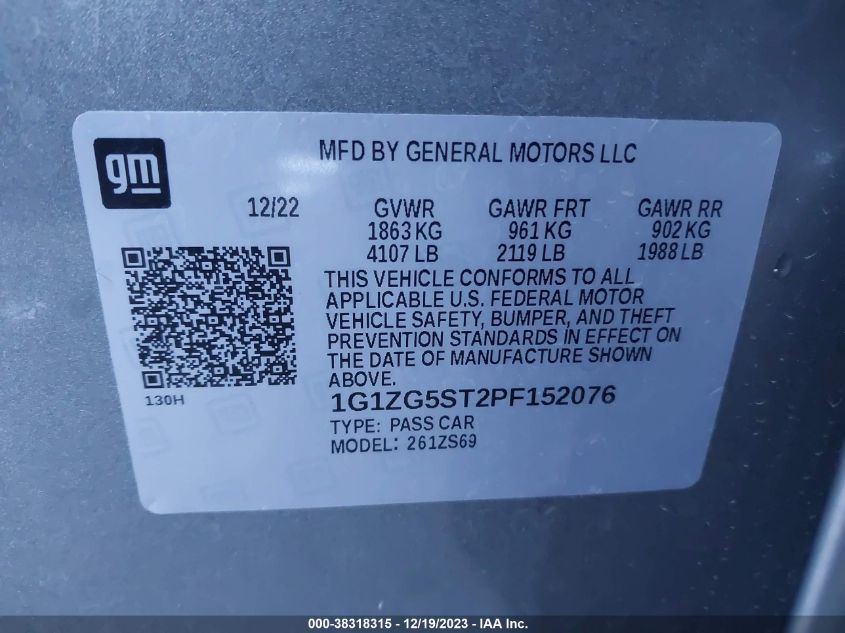 gm
MFD BY GENERAL MOTORS LLC
12/22 GVWR GAWR FRT GAWR RR
1863 KG 961 KG 902 KG
4107 LB 2119 LB 1988 LB
THIS VEHICLE CONFORMS TO ALL
APPLICABLE U.S. FEDERAL MOTOR
VEHICLE SAFETY, BUMPER, AND THEFT
PREVENTION STANDARDS IN EFFECT ON
THE DATE OF MANUFACTURE SHOWN
ABOVE.
130H
1G1ZG5ST2PF152076
TYPE: PASS CAR
MODEL: 261ZS69
000-38318315 - 12/19/2023 - IAA Inc.